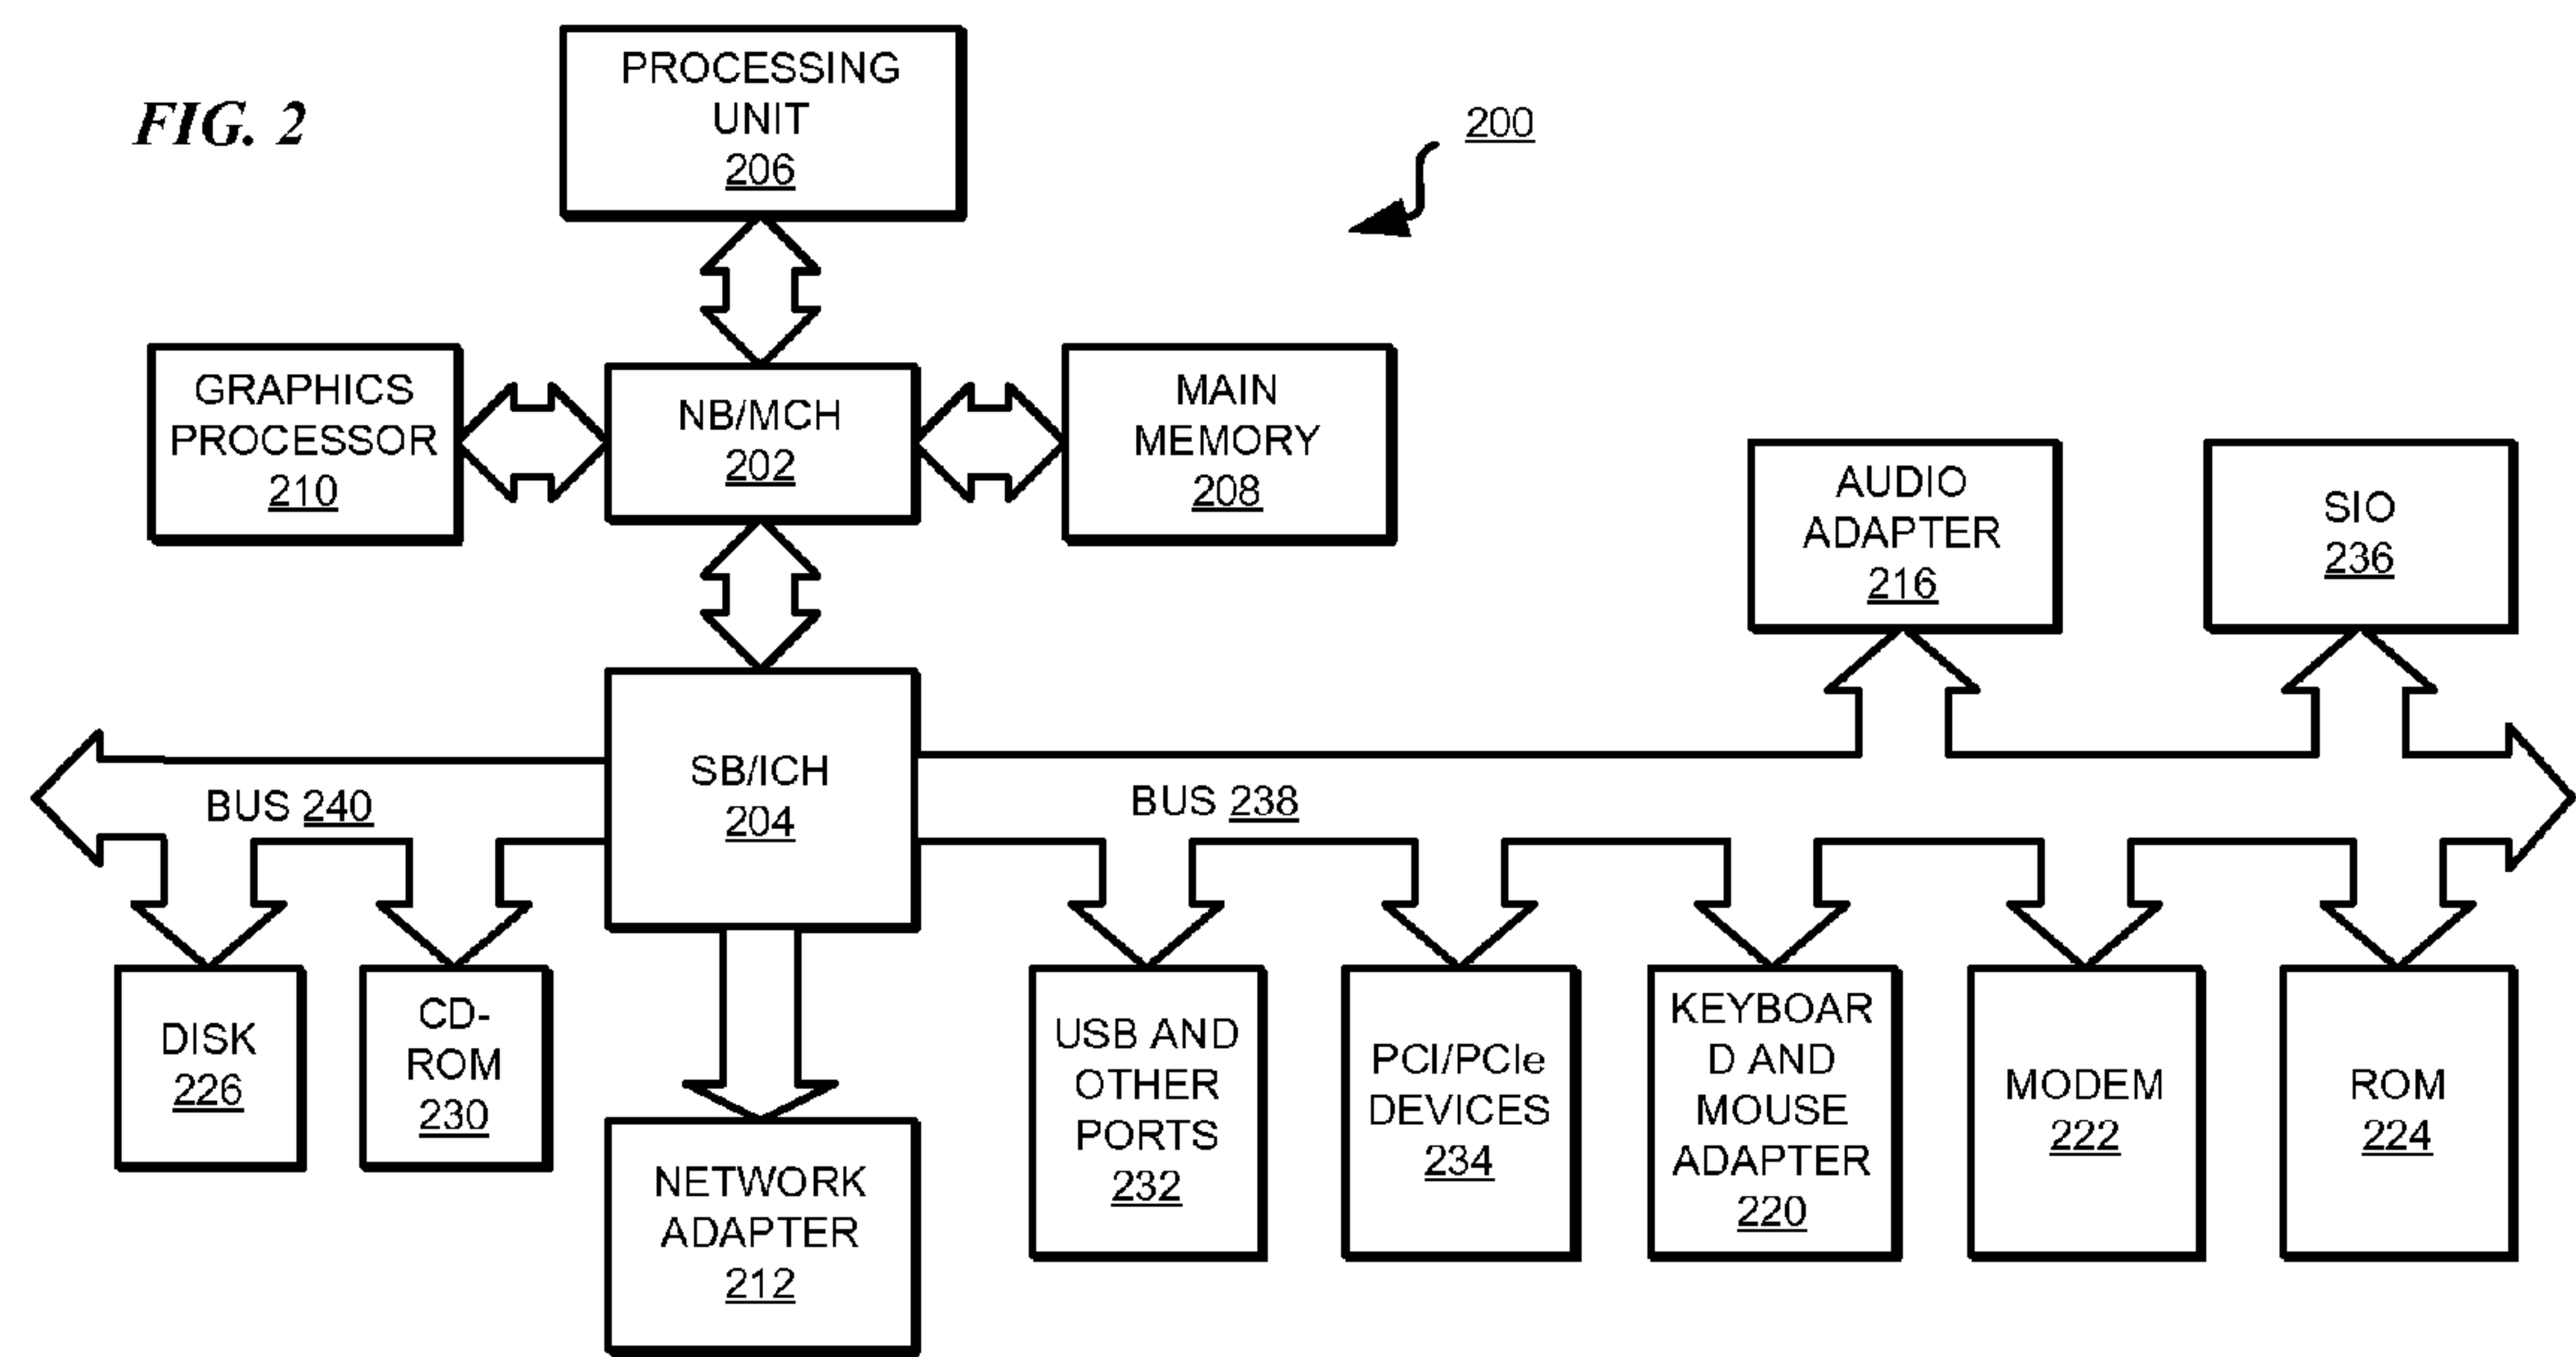 FIG. 2
PROCESSING
UNIT
206
200
GRAPHICS
PROCESSOR
210
NB/MCH
202
MAIN
MEMORY
208
AUDIO
ADAPTER
216
SIO
236
BUS 240
SB/ICH
204
BUS 238
DISK
226
CD-
ROM
230
NETWORK
ADAPTER
212
USB AND
OTHER
PORTS
232
PCI/PCIe
DEVICES
234
KEYBOAR
D AND
MOUSE
ADAPTER
220
MODEM
222
ROM
224